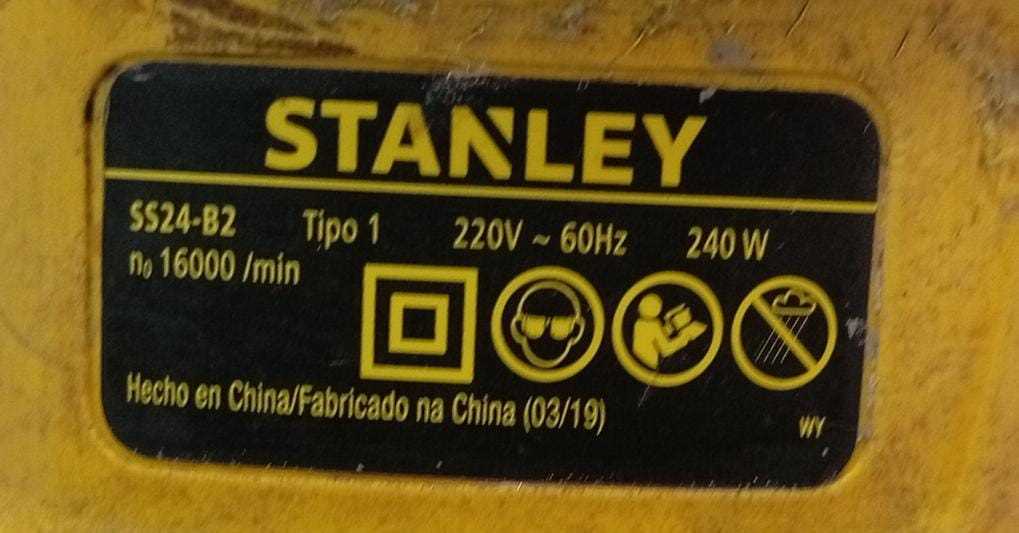 STANLEY
SS24-B2 Tipo 1 220V ~ 60Hz 240 W
n₀ 16000 /min
Hecho en China/Fabricado na China (03/19)
WY